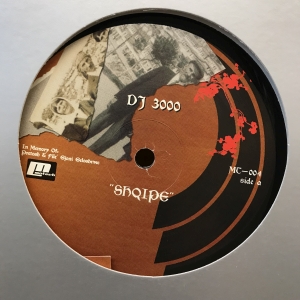 DJ 3000
In Memory Of:
"SHQIPE"
MC-004
side a